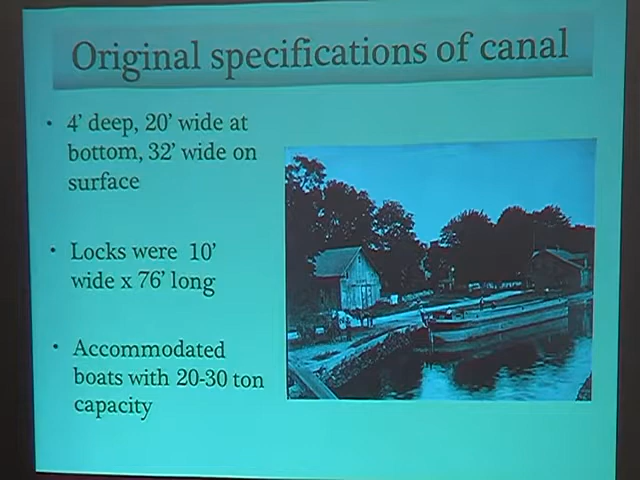 Original specifications of canal
• 4’ deep, 20’ wide at
bottom, 32’ wide on
surface
• Locks were 10’
wide x 76’ long
• Accommodated
boats with 20-30 ton
capacity